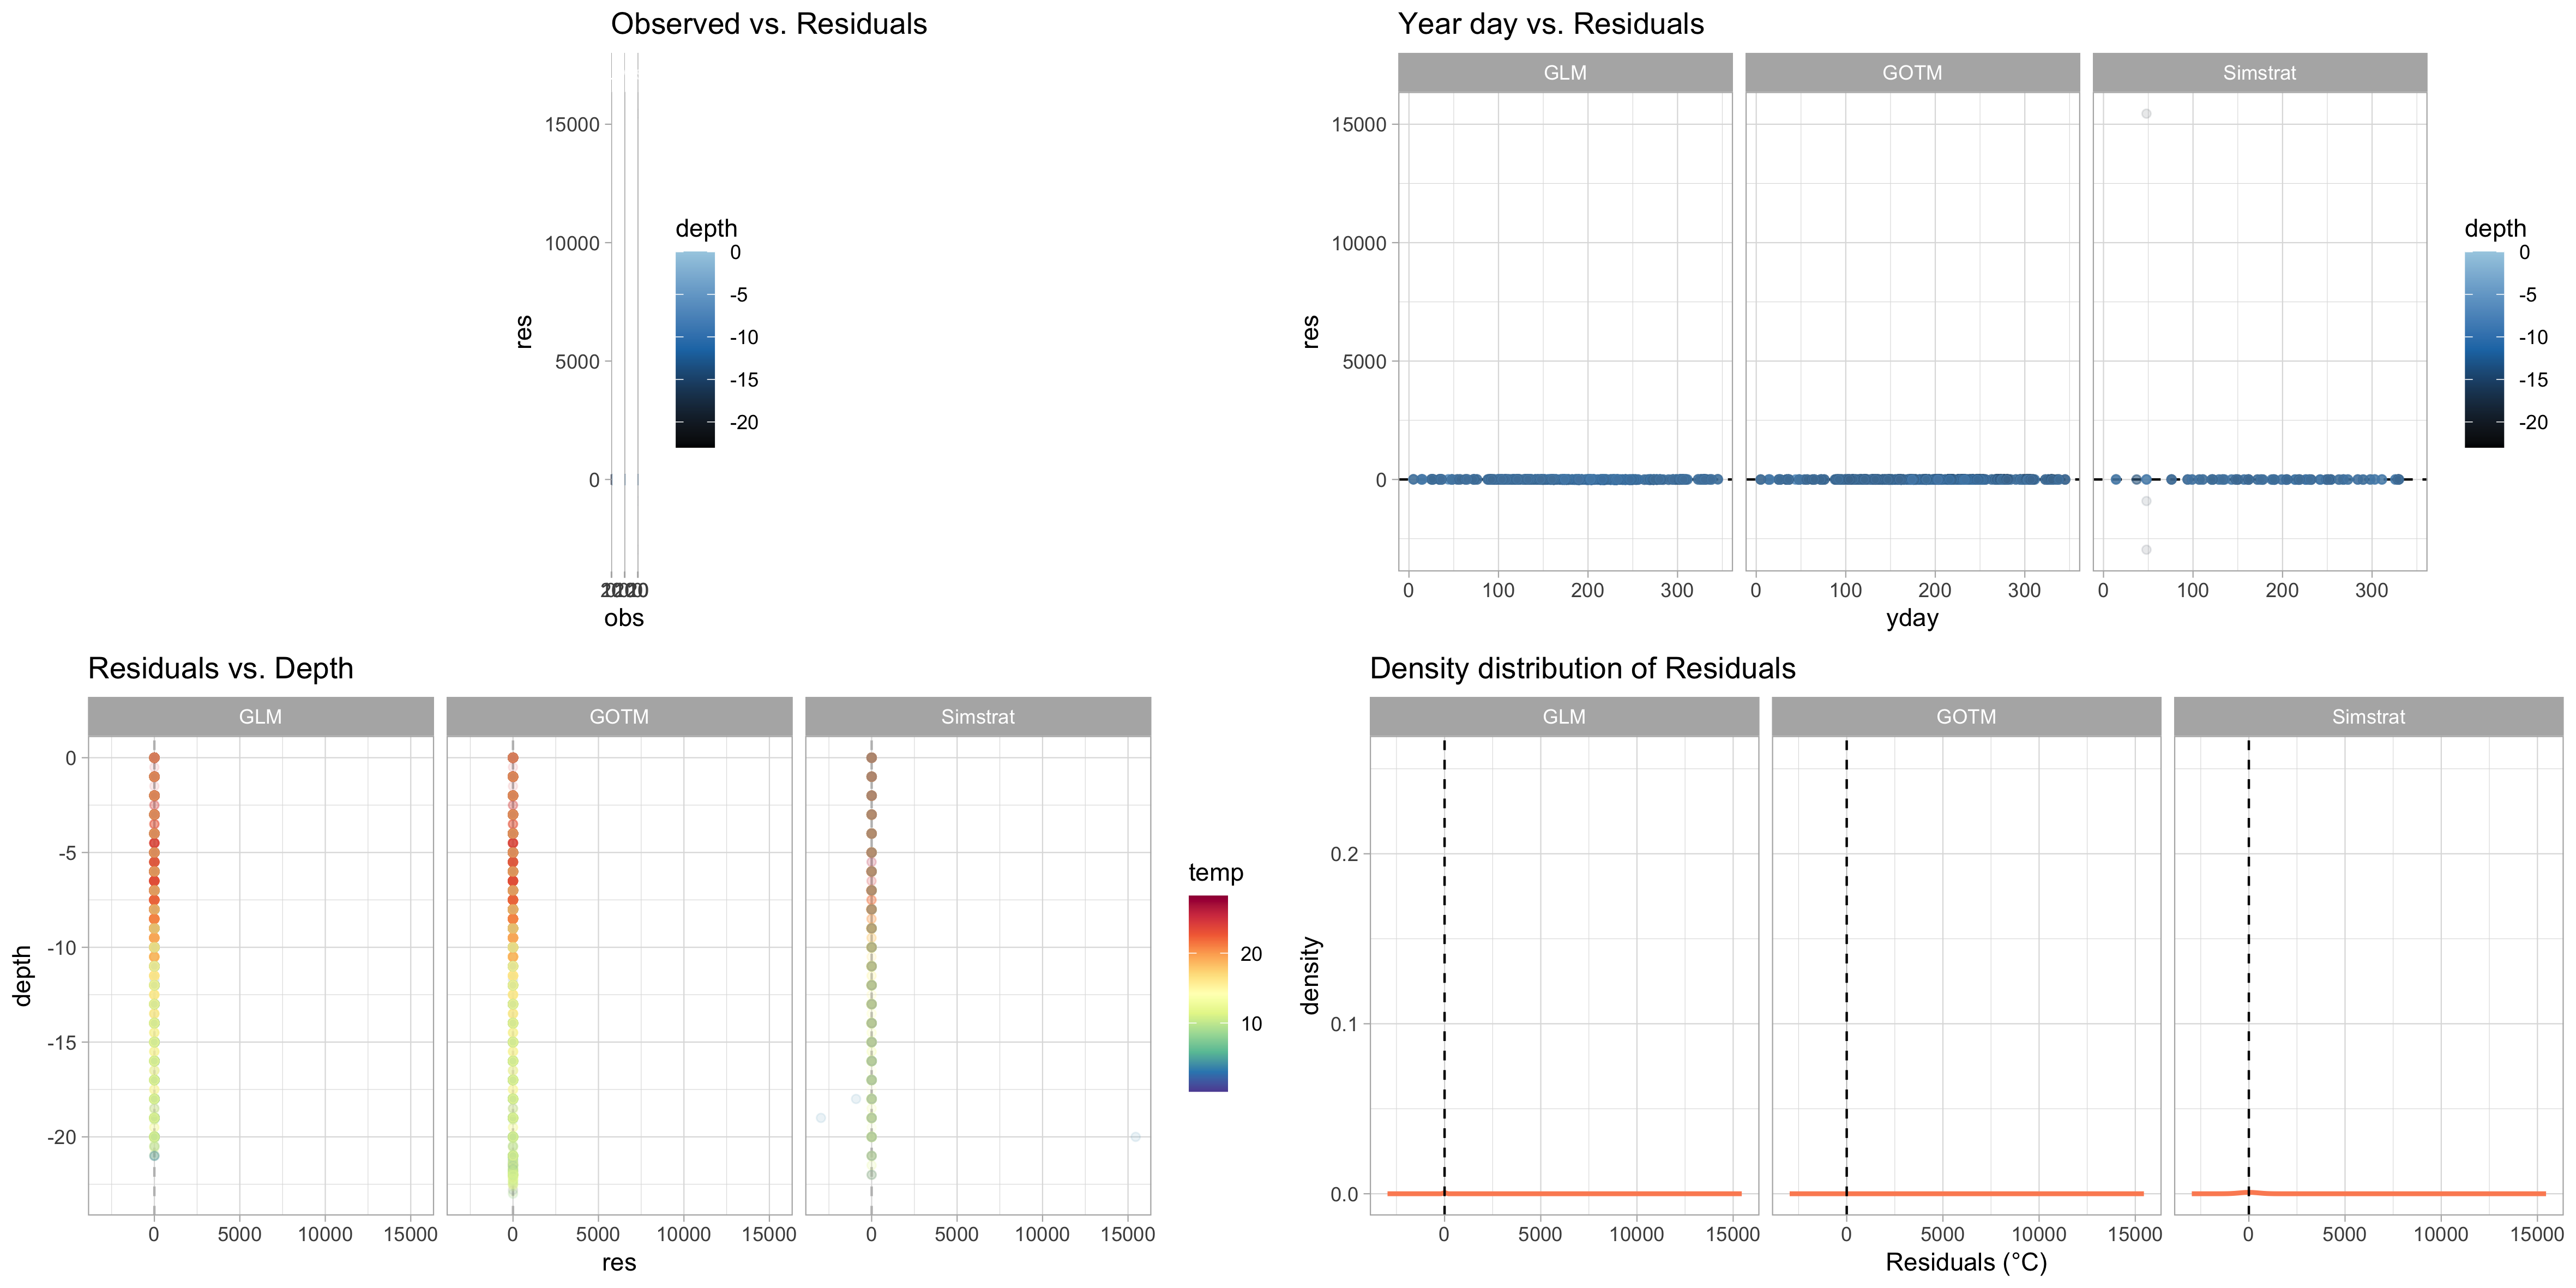 Observed vs. Residuals
15000
10000
5000
0
res
obs
depth
0
-5
-10
-15
-20
Year day vs. Residuals
GLM GOTM Simstrat
15000
10000
5000
0
res
0 100 200 300 0 100 200 300 0 100 200 300
yday
depth
0
-5
-10
-15
-20
Residuals vs. Depth
GLM GOTM Simstrat
0
-5
-10
-15
-20
depth
0 5000 10000 15000 0 5000 10000 15000 0 5000 10000 15000
res
temp
20
10
Density distribution of Residuals
GLM GOTM Simstrat
0.2
0.1
0.0
density
0 5000 10000 15000 0 5000 10000 15000 0 5000 10000 15000
Residuals (°C)